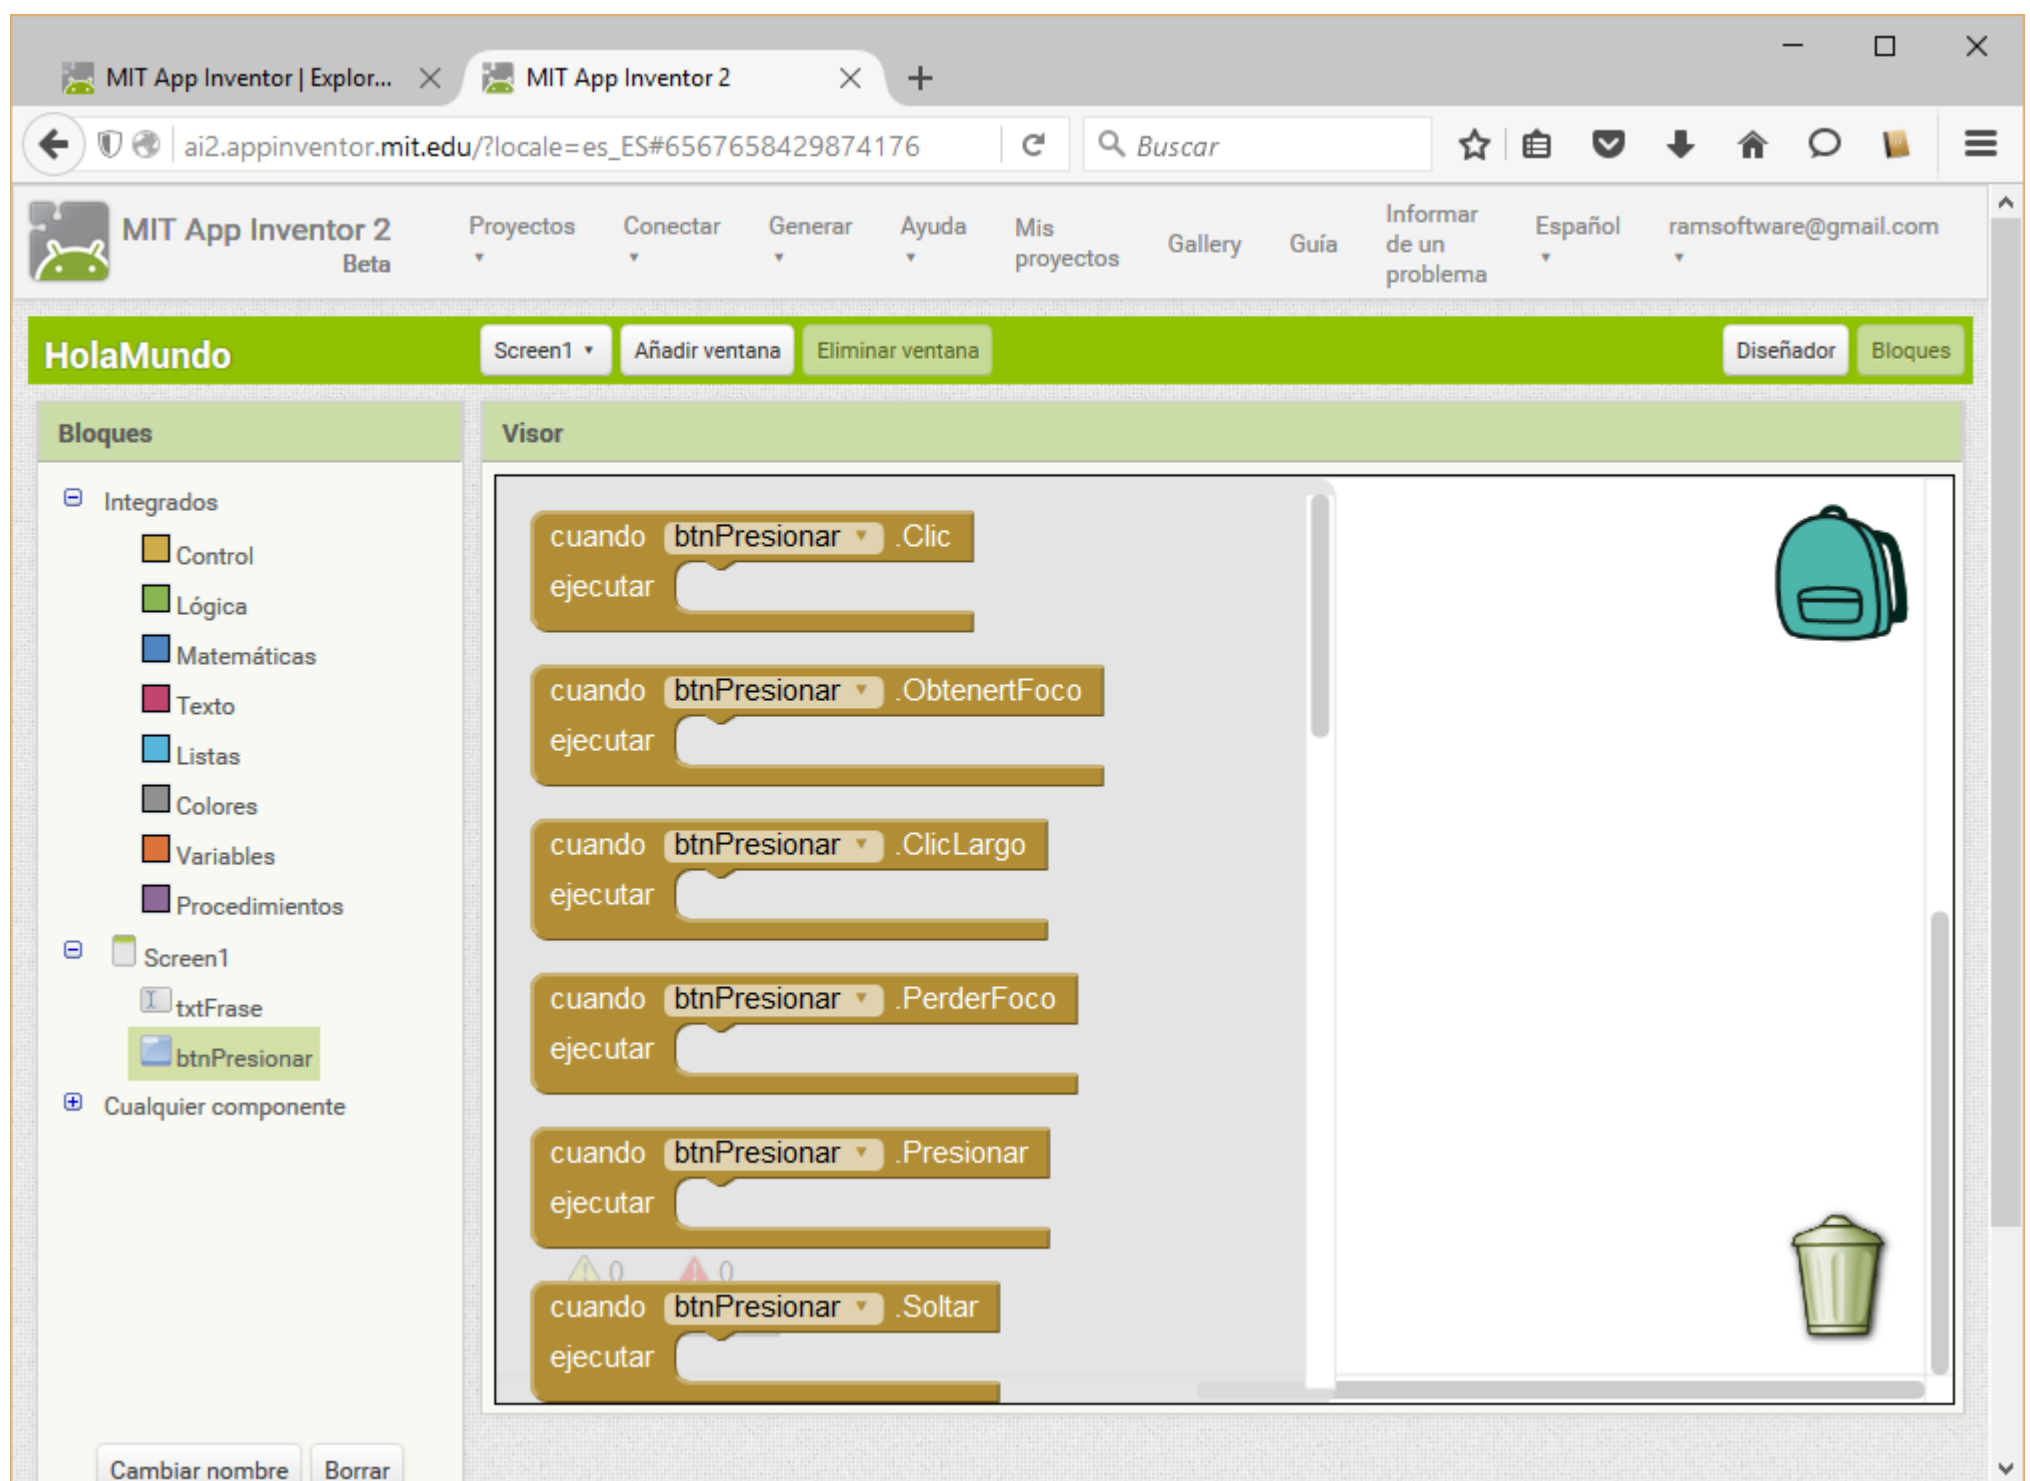 MIT App Inventor | Explor...
MIT App Inventor 2
ai2.appinventor.mit.edu/?locale=es_ES#6567658429874176
Buscar
MIT App Inventor 2
Beta
Proyectos
Conectar
Generar
Ayuda
Mis
proyectos
Gallery
Guía
Informar
de un
problema
Español
ramsoftware@gmail.com
HolaMundo
Screen1
Añadir ventana
Eliminar ventana
Diseñador
Bloques
Bloques
Integrados
Control
Lógica
Matemáticas
Texto
Listas
Colores
Variables
Procedimientos
Screen1
txtFrase
btnPresionar
Cualquier componente
Cambiar nombre
Borrar
Visor
cuando btnPresionar .Clic
ejecutar
cuando btnPresionar .ObtenertFoco
ejecutar
cuando btnPresionar .ClicLargo
ejecutar
cuando btnPresionar .PerderFoco
ejecutar
cuando btnPresionar .Presionar
ejecutar
0 0
cuando btnPresionar .Soltar
ejecutar